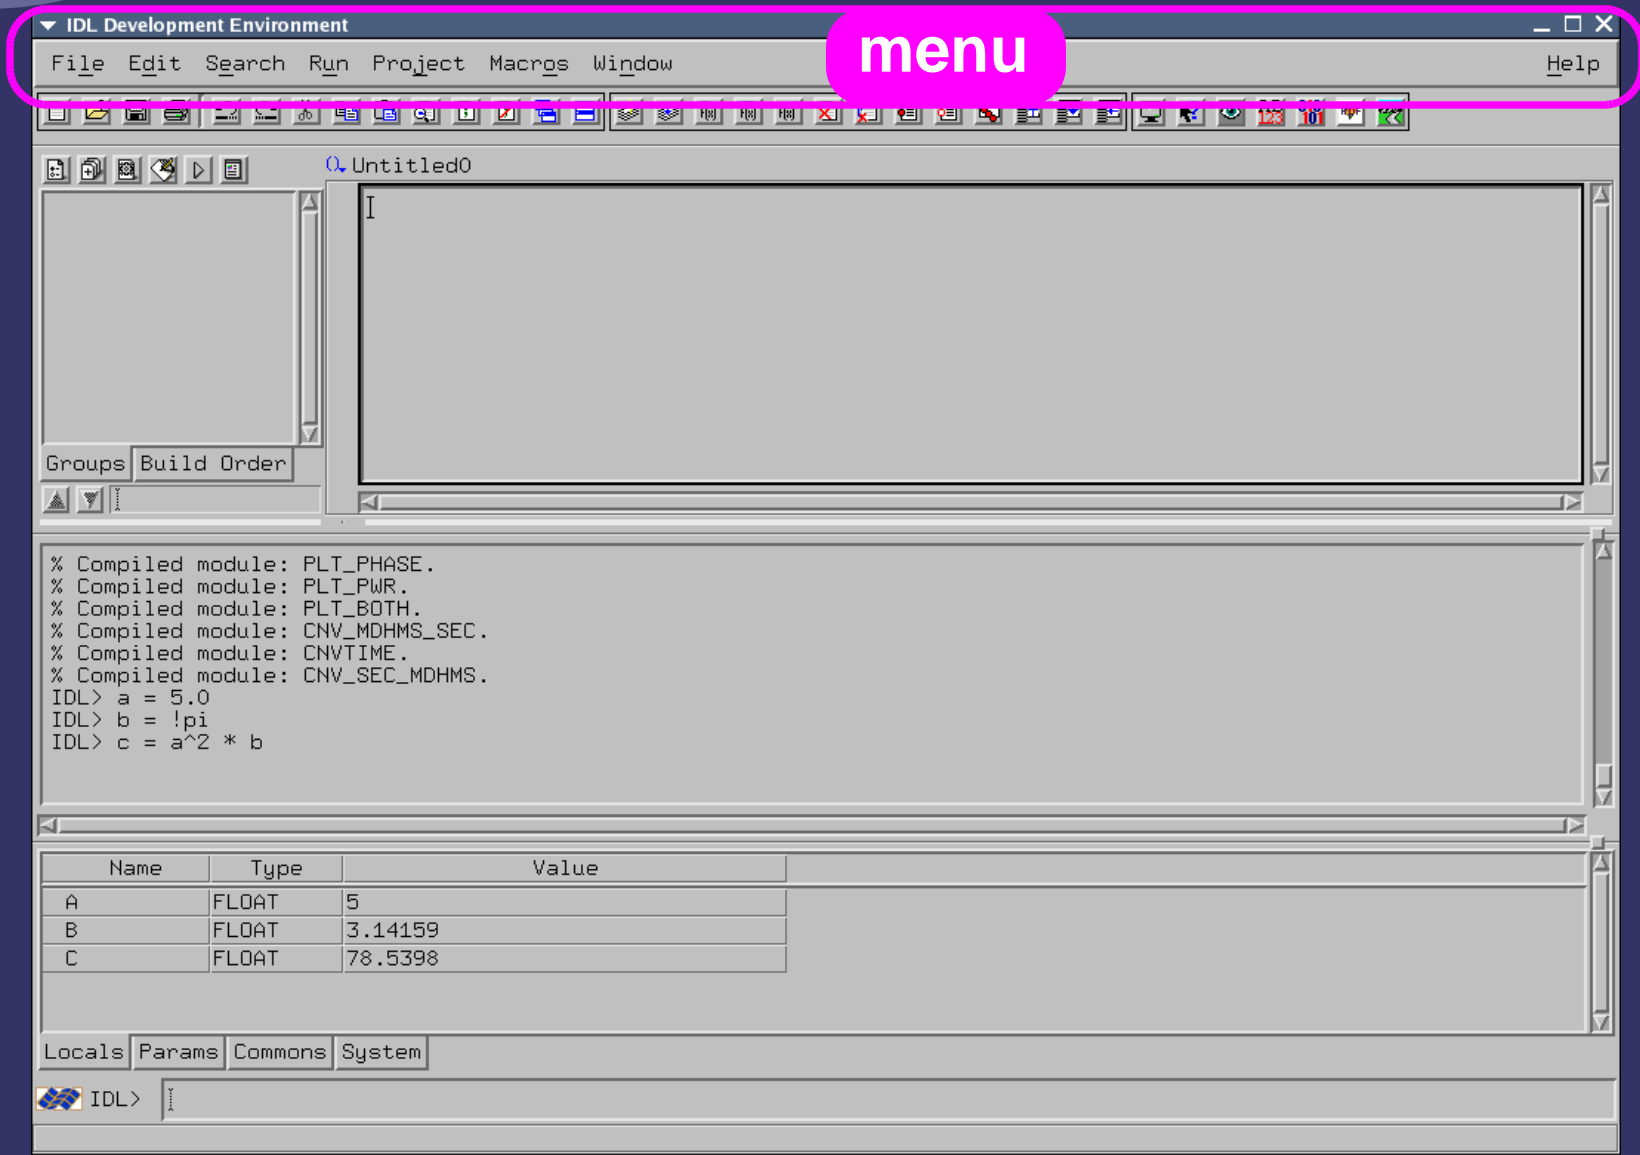 IDL Development Environment
menu
File Edit Search Run Project Macros Window Help
Untitled0
Groups Build Order
% Compiled module: PLT_PHASE.
% Compiled module: PLT_PWR.
% Compiled module: PLT_BOTH.
% Compiled module: CNV_MDHMS_SEC.
% Compiled module: CNVTIME.
% Compiled module: CNV_SEC_MDHMS.
IDL> a = 5.0
IDL> b = !pi
IDL> c = a^2 * b
Name Type Value
A FLOAT 5
B FLOAT 3.14159
C FLOAT 78.5398
Locals Params Commons System
IDL>